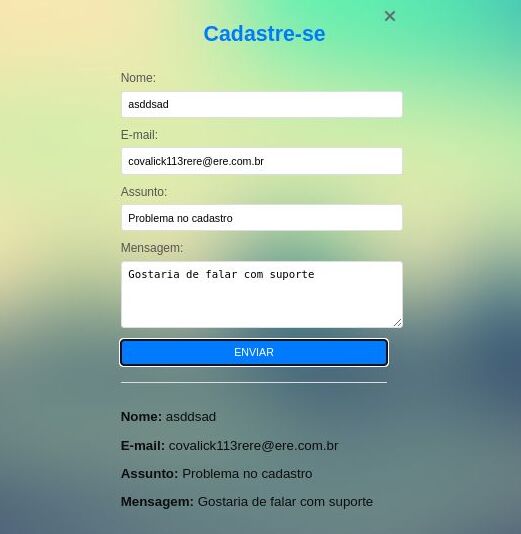 ×
Cadastre-se
Nome:
asddsad
E-mail:
covalick113rere@ere.com.br
Assunto:
Problema no cadastro
Mensagem:
Gostaria de falar com suporte
ENVIAR
Nome: asddsad
E-mail: covalick113rere@ere.com.br
Assunto: Problema no cadastro
Mensagem: Gostaria de falar com suporte